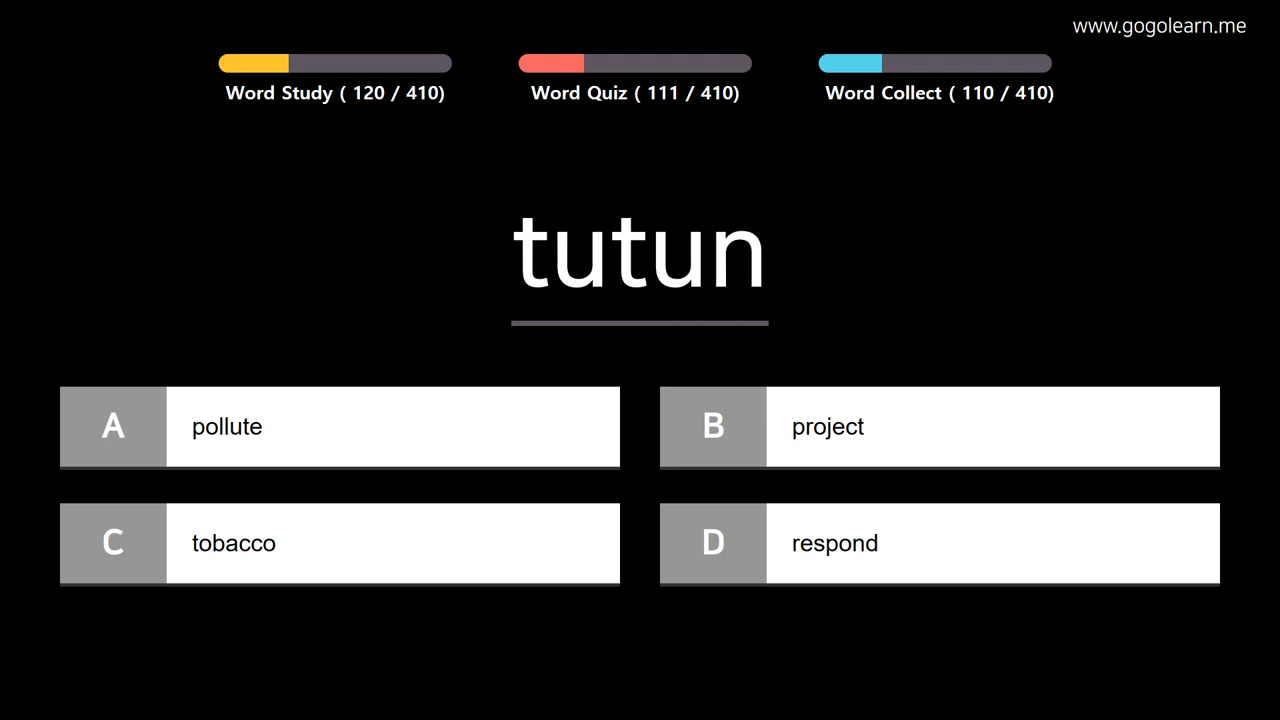 www.gogolearn.me
Word Study ( 120 / 410)
Word Quiz ( 111 / 410)
Word Collect ( 110 / 410)
tutun
A pollute
B project
C tobacco
D respond